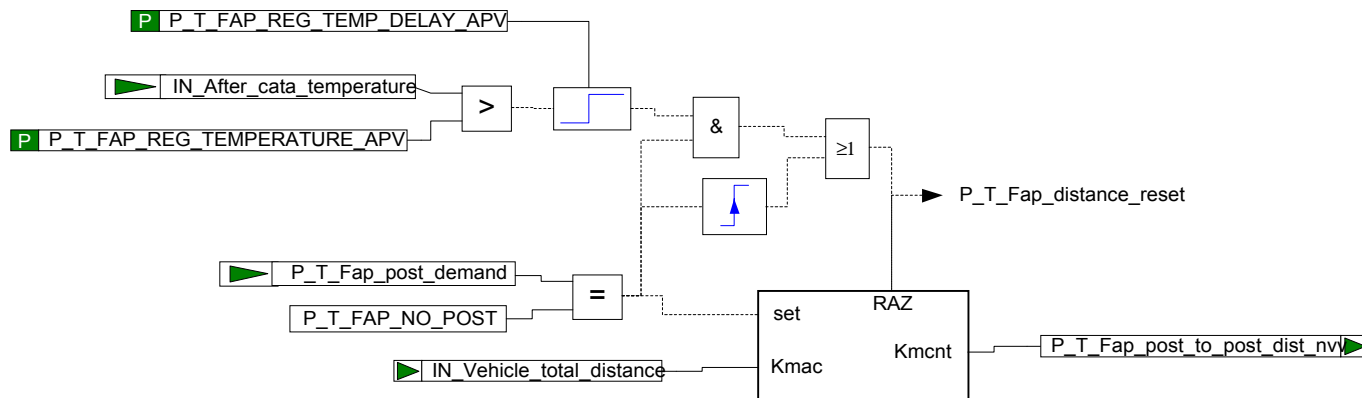 P P_T_FAP_REG_TEMP_DELAY_APV
IN_After_cata_temperature
P P_T_FAP_REG_TEMPERATURE_APV
>
&
≥1
P_T_Fap_distance_reset
P_T_Fap_post_demand
P_T_FAP_NO_POST
=
RAZ
set
Kmac
Kmcnt
IN_Vehicle_total_distance
P_T_Fap_post_to_post_dist_nvv